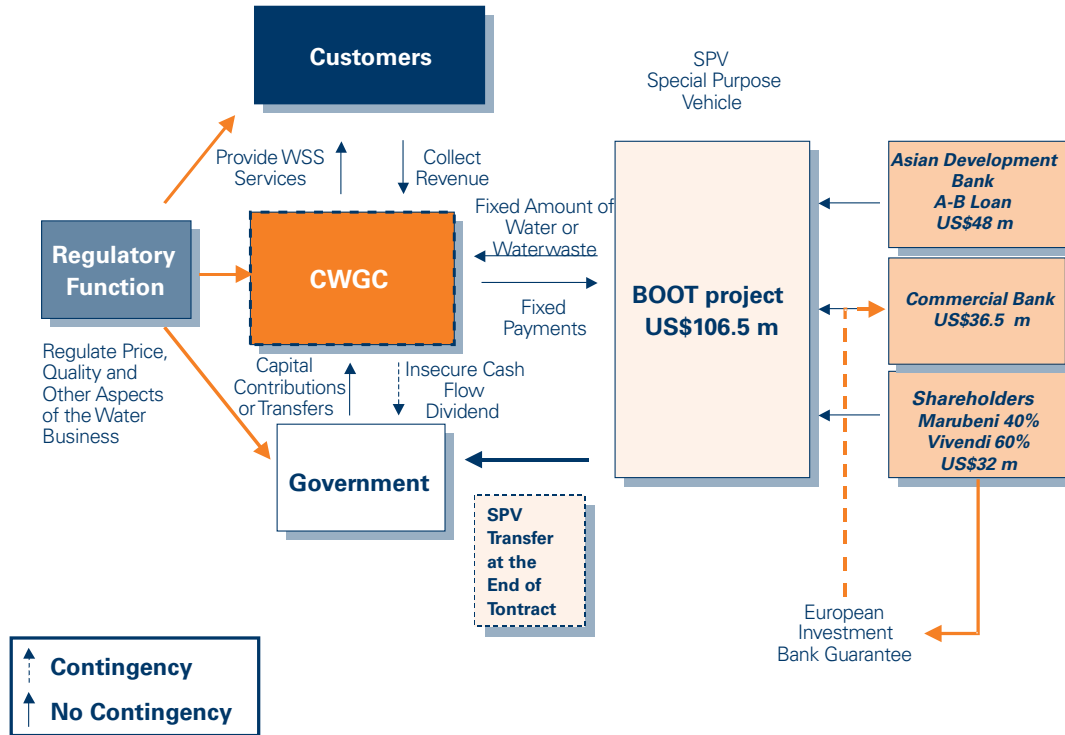 Customers
SPV
Special Purpose
Vehicle
Provide WSS
Services
Collect
Revenue
Asian Development
Bank
A-B Loan
US$48 m
Regulatory
Function
CWGC
Fixed Amount of
Water or
Waterwaste
Fixed
Payments
BOOT project
US$106.5 m
Commercial Bank
US$36.5 m
Regulate Price,
Quality and
Other Aspects
of the Water
Business
Capital
Contributions
or Transfers
Insecure Cash
Flow
Dividend
Shareholders
Marubeni 40%
Vivendi 60%
US$32 m
Government
SPV
Transfer
at the
End of
Tontract
European
Investment
Bank Guarantee
Contingency
No Contingency